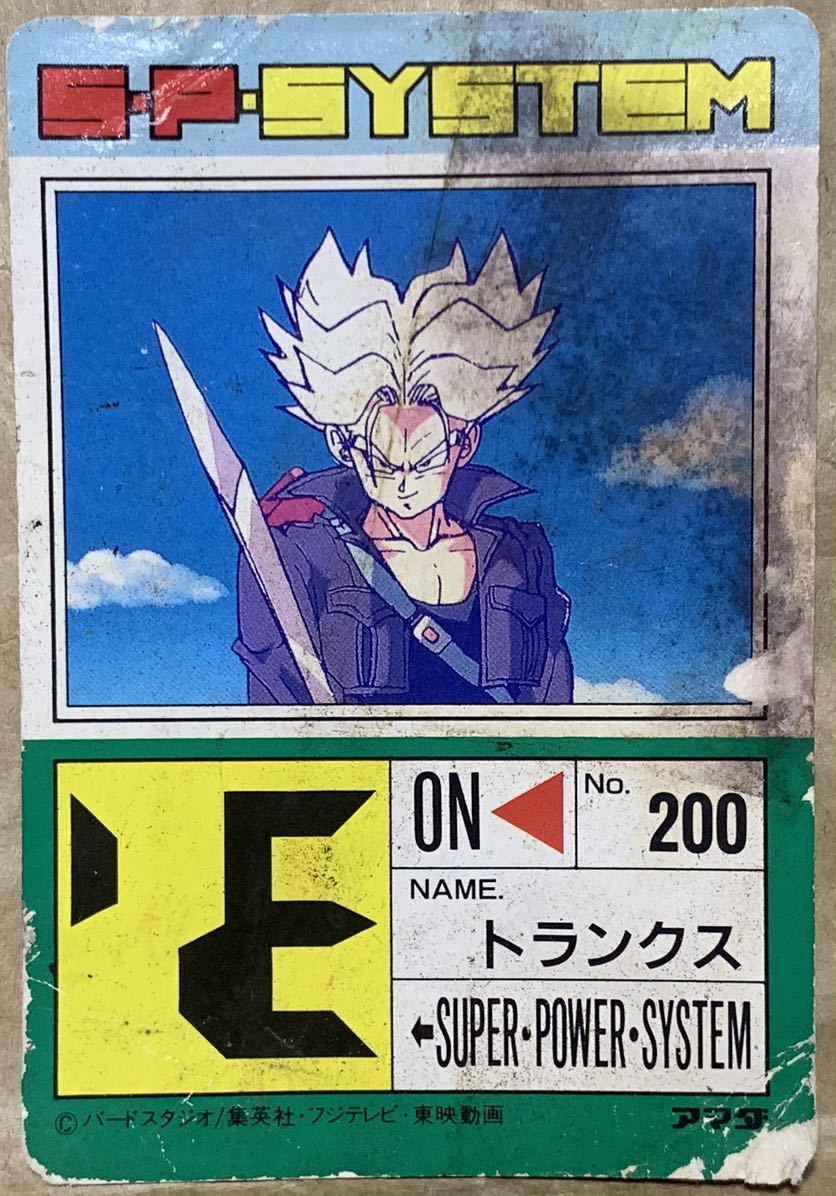 S・P・SYSTEM
ON
No.
200
NAME.
トランクス
←SUPER・POWER・SYSTEM
©バードスタジオ/集英社・フジテレビ・東映動画
アマダ